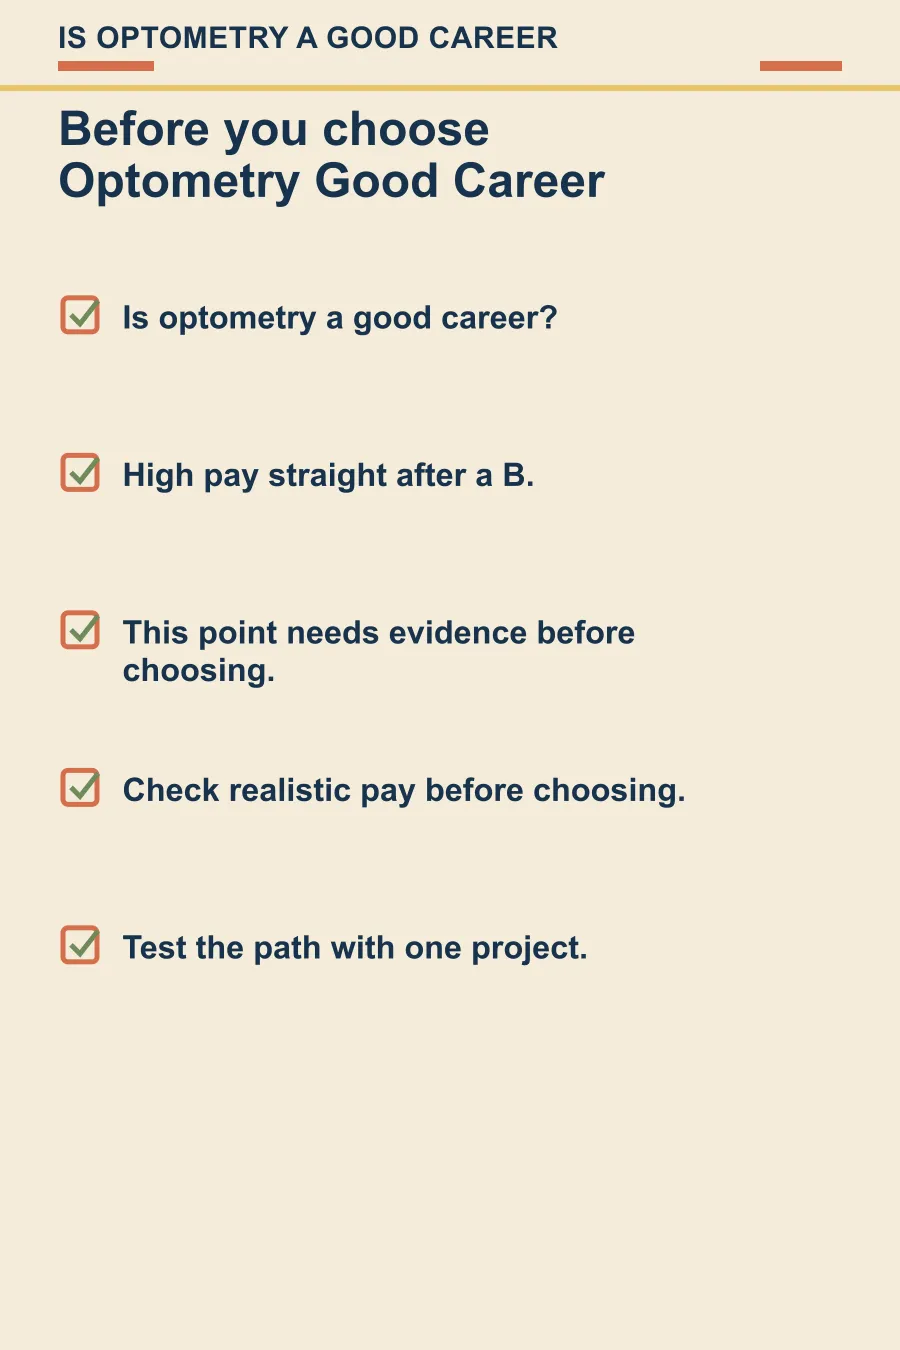 IS OPTOMETRY A GOOD CAREER
Before you choose
Optometry Good Career
Is optometry a good career?
High pay straight after a B.
This point needs evidence before
choosing.
Check realistic pay before choosing.
Test the path with one project.